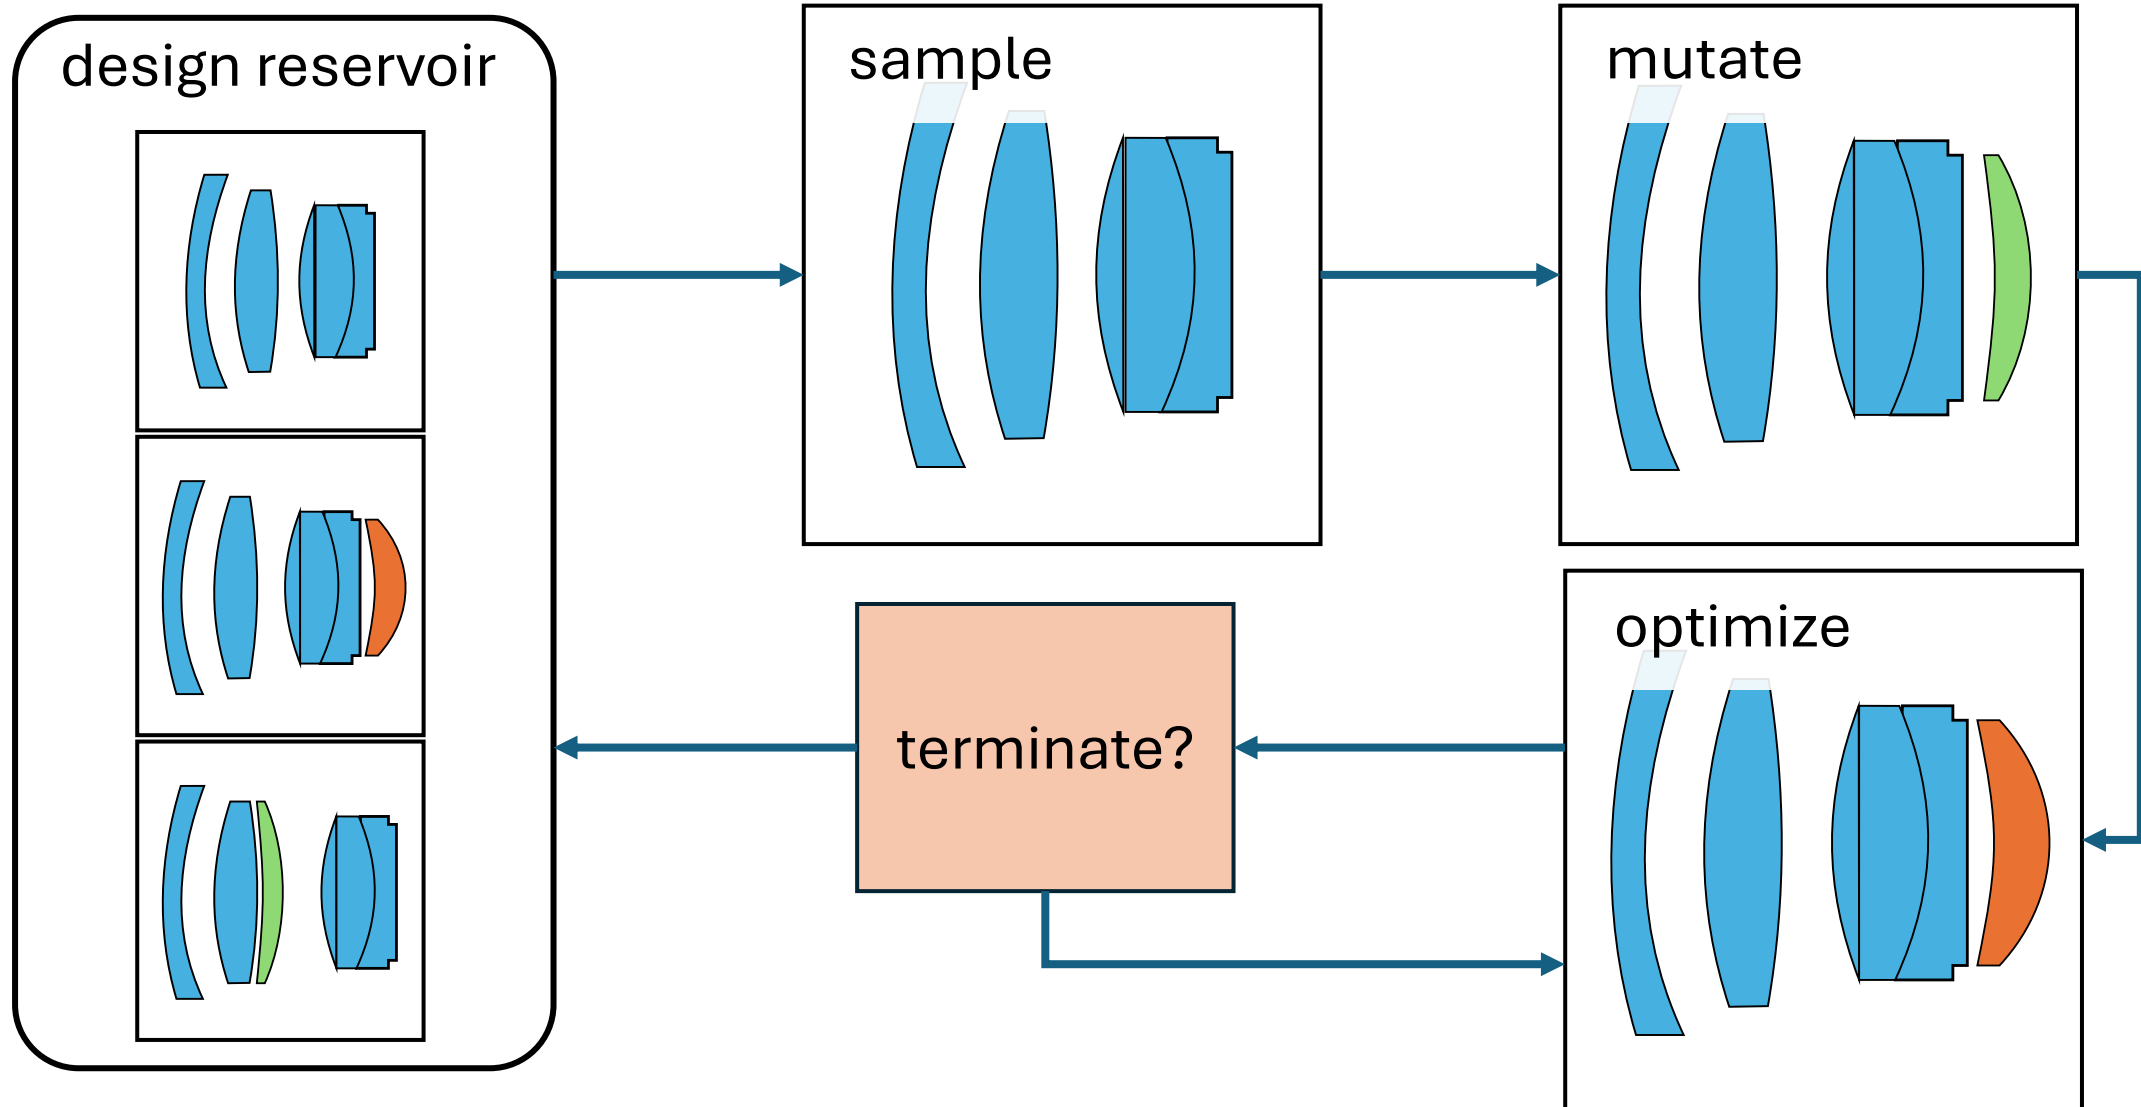 design reservoir
sample
mutate
optimize
terminate?